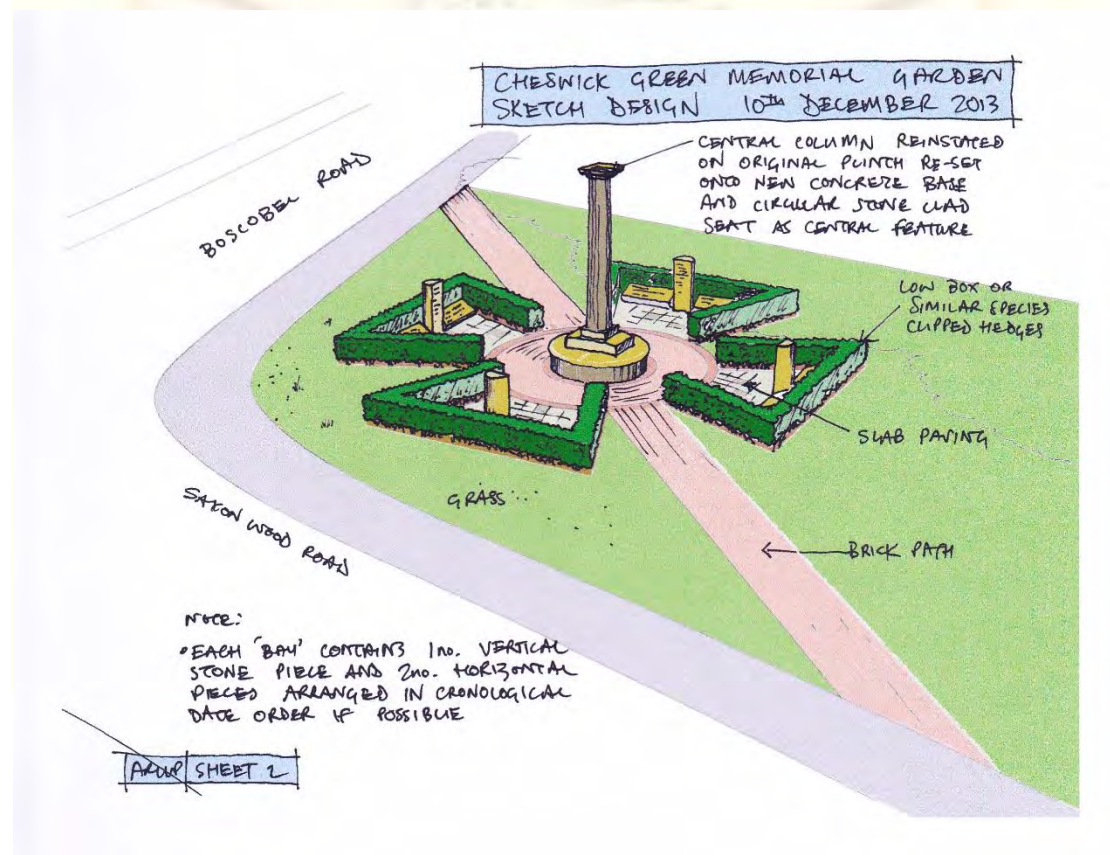 CHESWICK GREEN MEMORIAL GARDEN
SKETCH DESIGN 10TH DECEMBER 2013
CENTRAL COLUMN REINSTATED
ON ORIGINAL PLINTH RE-SET
ONTO NEW CONCRETE BASE
AND CIRCULAR STONE CLAD
SEAT AS CENTRAL FEATURE
BOSCOBEL ROAD
LOW BOX OR
SIMILAR SPECIES
CLIPPED HEDGES
SLAB PAVING
GRASS
SAXON WOOD ROAD
BRICK PATH
NOTE:
• EACH 'BAY' CONTAINS 1no. VERTICAL
STONE PIECE AND 2no. HORIZONTAL
PIECES ARRANGED IN CRONOLOGICAL
DATE ORDER IF POSSIBLE
ARUP SHEET 2